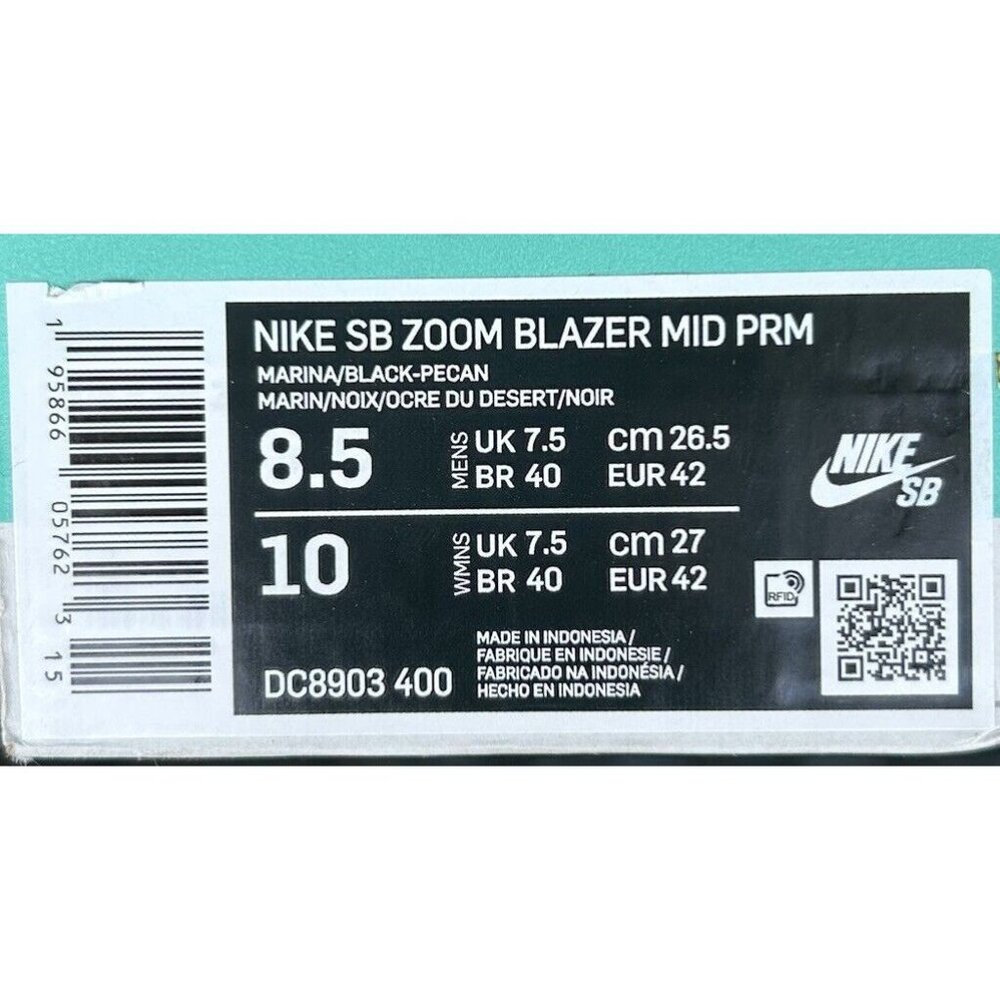 NIKE SB ZOOM BLAZER MID PRM
MARINA/BLACK-PECAN
MARIN/NOIX/OCRE DU DESERT/NOIR
8.5 MENS UK 7.5 cm 26.5
BR 40 EUR 42
10 WMNS UK 7.5 cm 27
BR 40 EUR 42
NIKE
SB
RFID
DC8903 400
MADE IN INDONESIA /
FABRIQUE EN INDONESIE /
FABRICADO NA INDONÉSIA /
HECHO EN INDONESIA
1 95866 05762 3 15